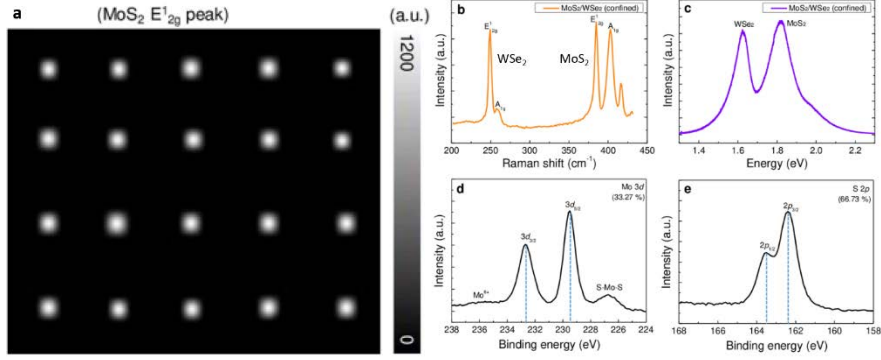 a
(MoS₂ E¹₂g peak)
(a.u.)
1200
0
b
MoS₂/WSe₂ (confined)
E¹₂g
WSe₂
A₁g
MoS₂
E¹₂g
A₁g
Intensity (a.u.)
200 250 300 350 400 450
Raman shift (cm⁻¹)
c
MoS₂/WSe₂ (confined)
WSe₂
MoS₂
Intensity (a.u.)
1.4 1.6 1.8 2.0 2.2
Energy (eV)
d
Mo 3d
(33.27 %)
3d₅/₂
3d₃/₂
Mo⁶⁺
S-Mo-S
Intensity (a.u.)
238 236 234 232 230 228 226 224
Binding energy (eV)
e
S 2p
(66.73 %)
2p₃/₂
2p₁/₂
Intensity (a.u.)
168 166 164 162 160 158
Binding energy (eV)